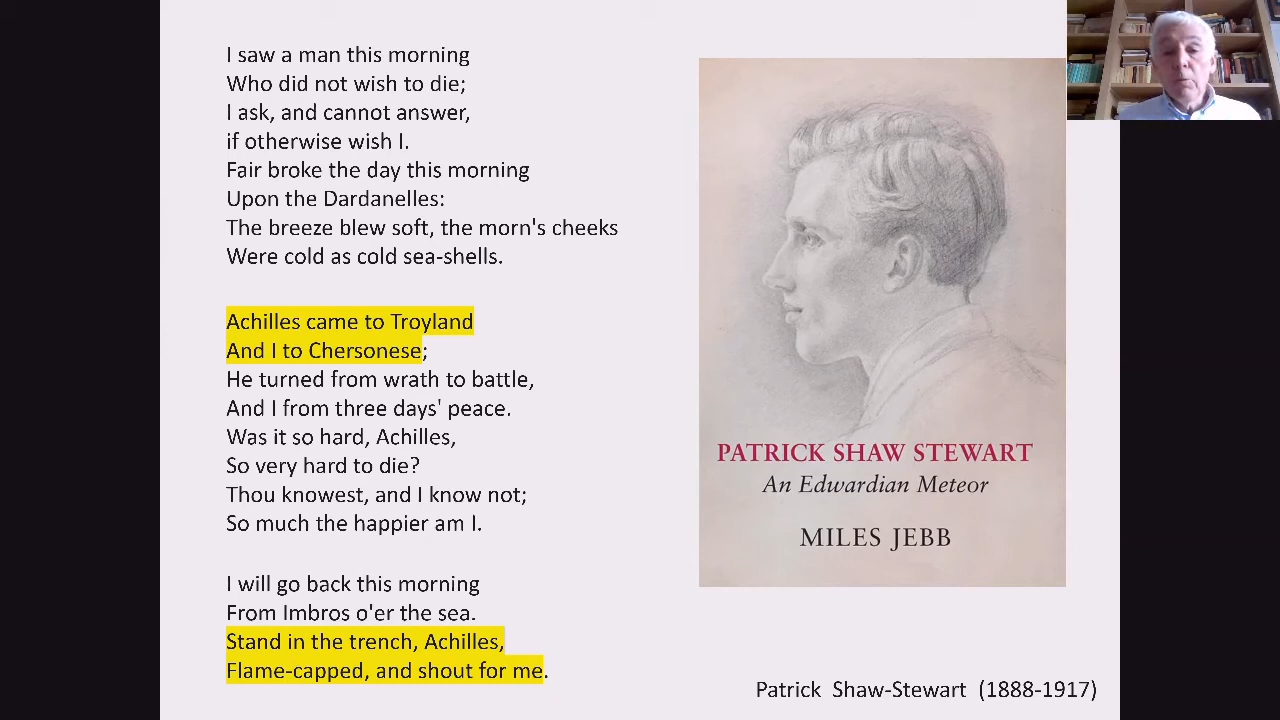 I saw a man this morning
Who did not wish to die;
I ask, and cannot answer,
if otherwise wish I.
Fair broke the day this morning
Upon the Dardanelles:
The breeze blew soft, the morn's cheeks
Were cold as cold sea-shells.
Achilles came to Troyland
And I to Chersonese;
He turned from wrath to battle,
And I from three days' peace.
Was it so hard, Achilles,
So very hard to die?
Thou knowest, and I know not;
So much the happier am I.
I will go back this morning
From Imbros o'er the sea.
Stand in the trench, Achilles,
Flame-capped, and shout for me.
PATRICK SHAW STEWART
An Edwardian Meteor
MILES JEBB
Patrick Shaw-Stewart (1888-1917)